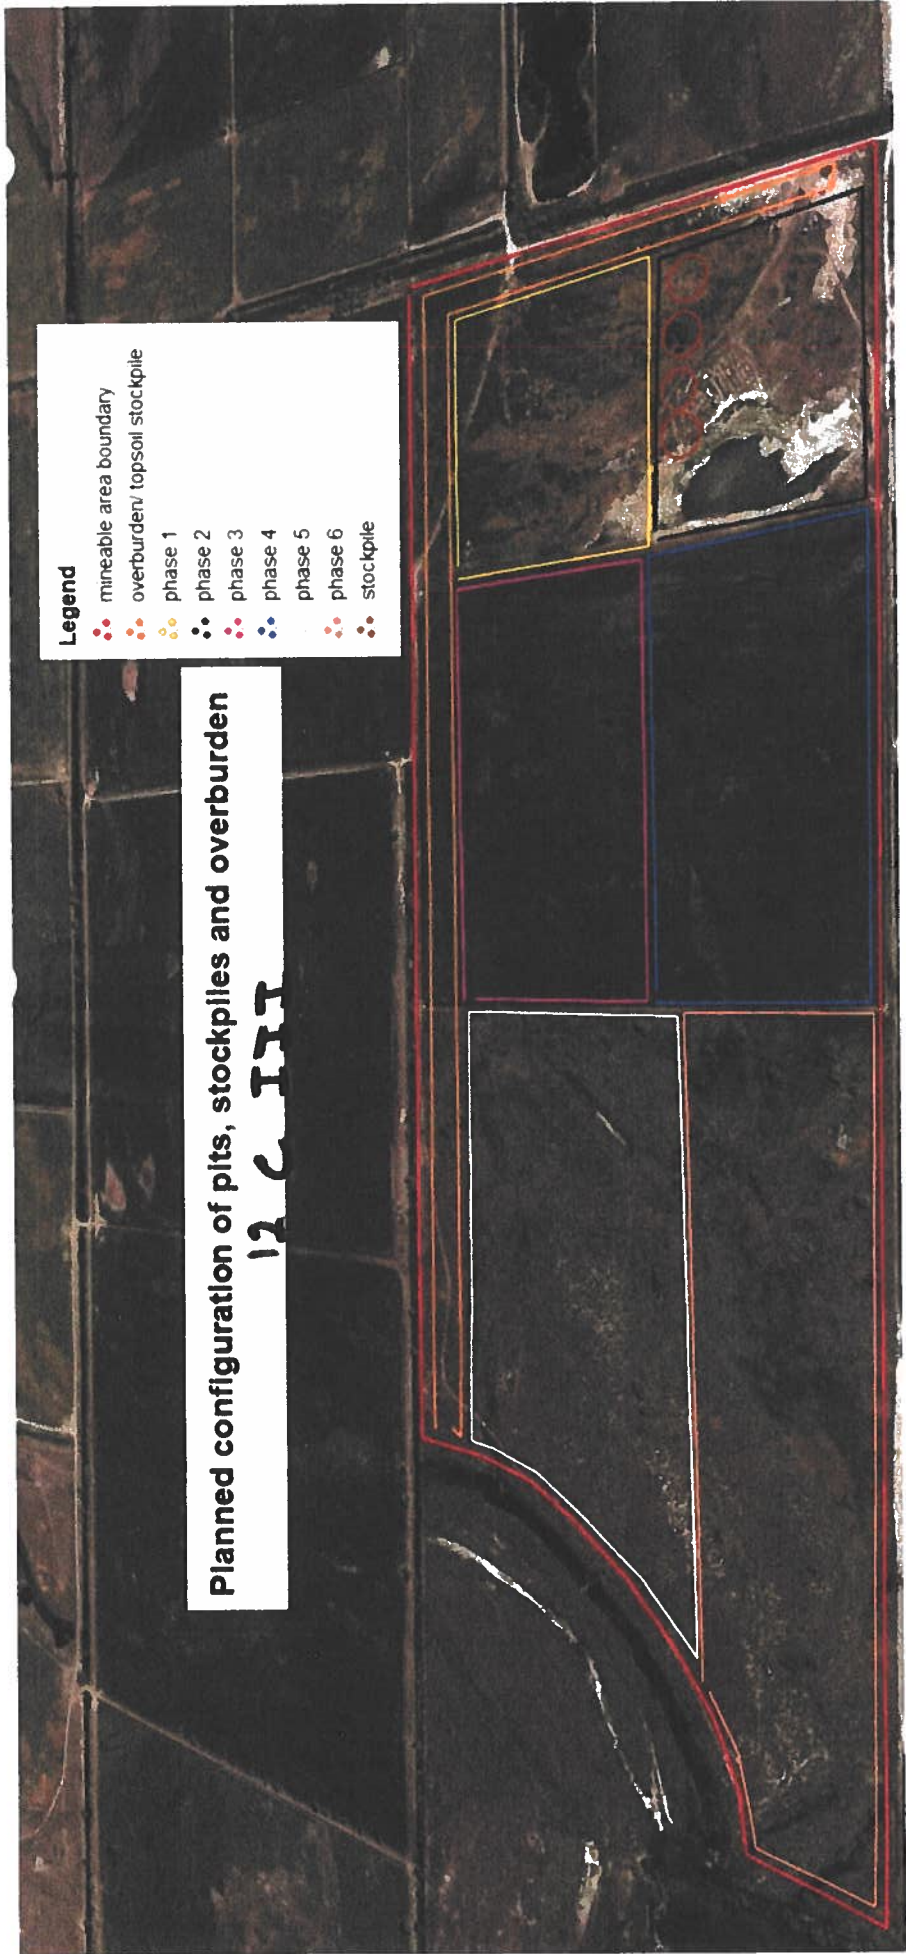 Planned configuration of pits, stockplies and overburden
12 C III
Legend
mineable area boundary
overburden/ topsoil stockpile
phase 1
phase 2
phase 3
phase 4
phase 5
phase 6
stockpile